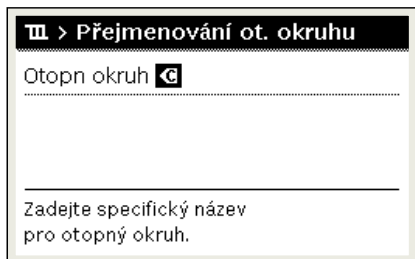 > Přejmenování ot. okruhu
Otopn okruh C
Zadejte specifický název
pro otopný okruh.